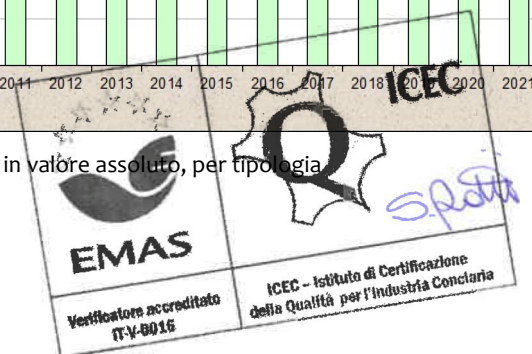 2011 2012 2013 2014 2015 2016 2017 2018 2019 2020 2021
in valore assoluto, per tipologia
ICEC
Q
EMAS
Verificatore accreditato
IT-V-0016
ICEC – Istituto di Certificazione
della Qualità per l'Industria Conciaria